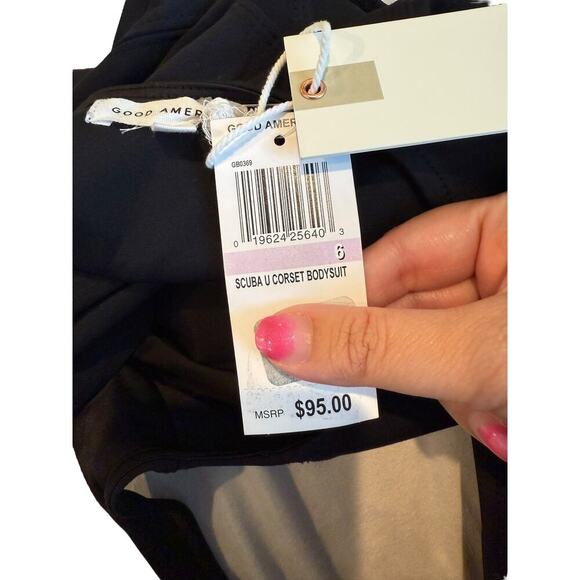 GOOD AMER
GOOD AMER
GB0369
0 19624 25640 3
6
SCUBA U CORSET BODYSUIT
MSRP $95.00